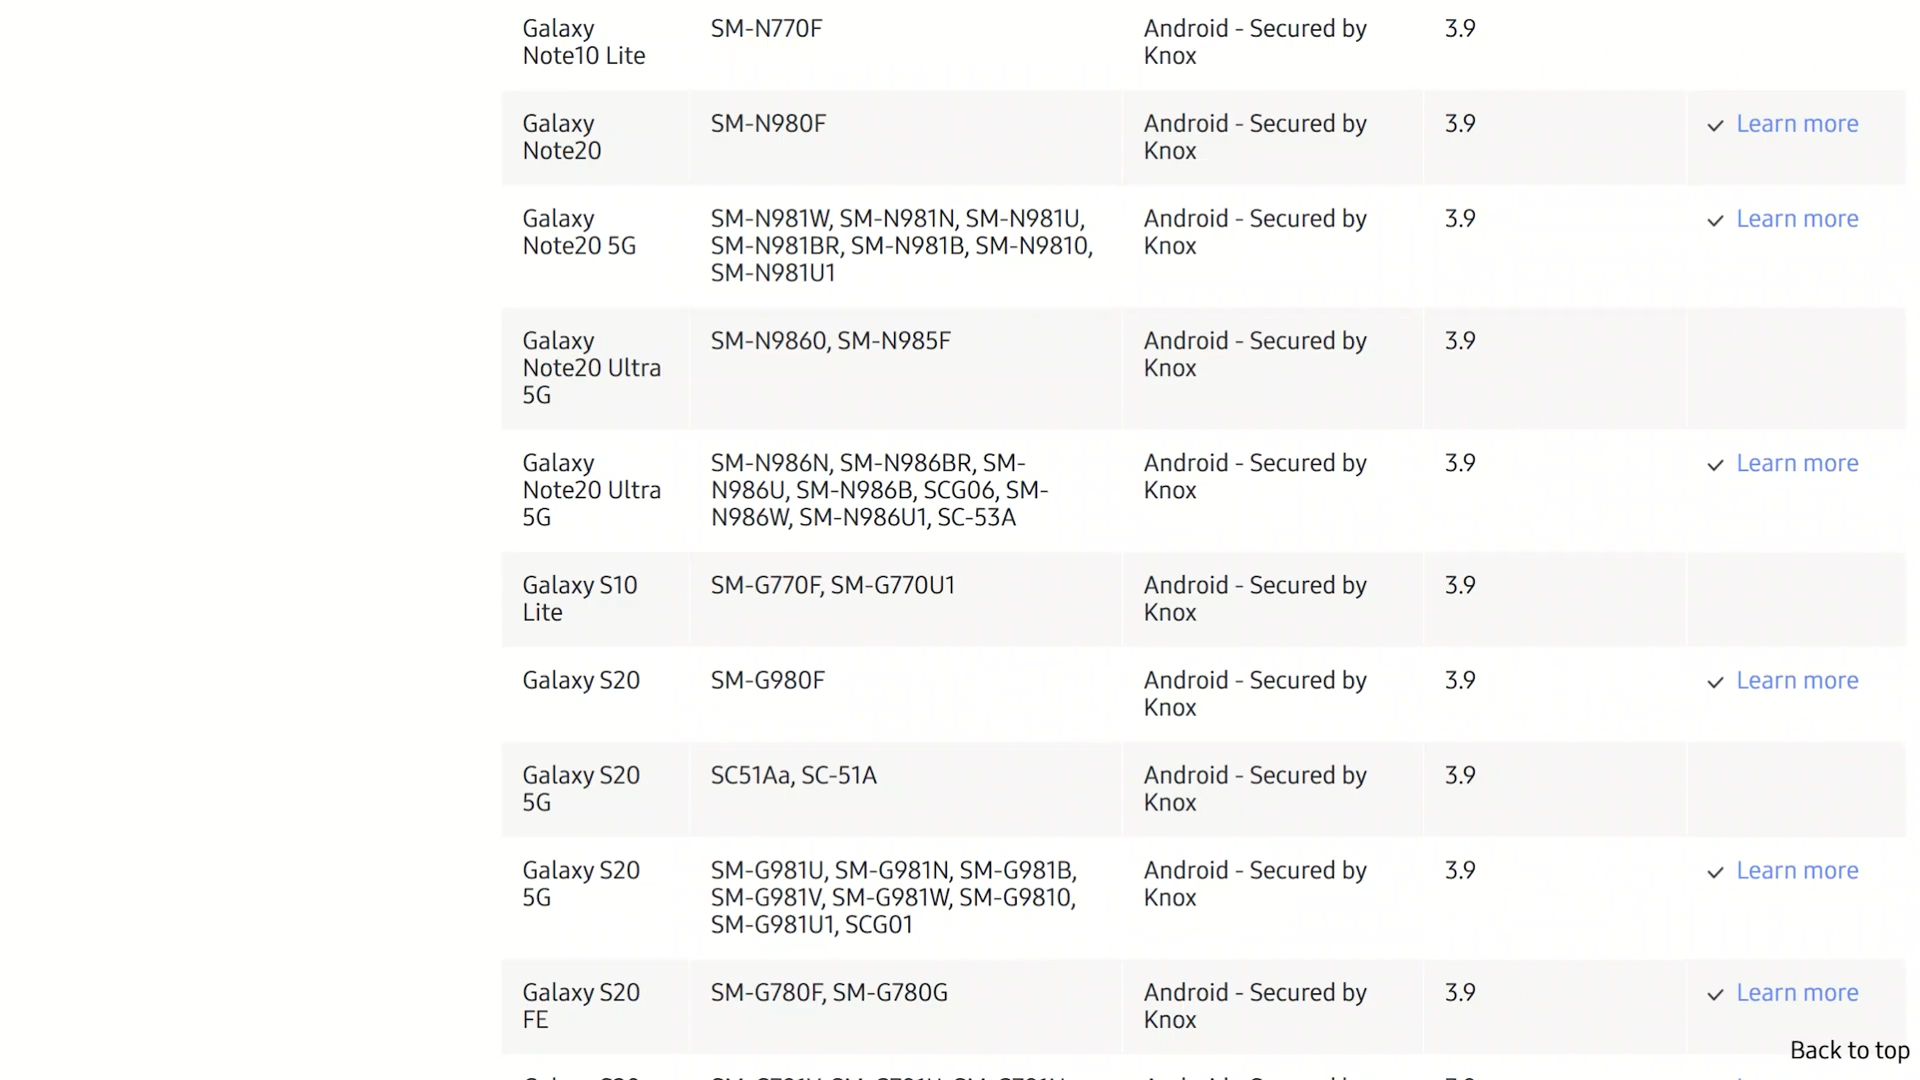 Galaxy Note10 Lite SM-N770F Android - Secured by Knox 3.9
Galaxy Note20 SM-N980F Android - Secured by Knox 3.9 ✓ Learn more
Galaxy Note20 5G SM-N981W, SM-N981N, SM-N981U, SM-N981BR, SM-N981B, SM-N9810, SM-N981U1 Android - Secured by Knox 3.9 ✓ Learn more
Galaxy Note20 Ultra 5G SM-N9860, SM-N985F Android - Secured by Knox 3.9
Galaxy Note20 Ultra 5G SM-N986N, SM-N986BR, SM-N986U, SM-N986B, SCG06, SM-N986W, SM-N986U1, SC-53A Android - Secured by Knox 3.9 ✓ Learn more
Galaxy S10 Lite SM-G770F, SM-G770U1 Android - Secured by Knox 3.9
Galaxy S20 SM-G980F Android - Secured by Knox 3.9 ✓ Learn more
Galaxy S20 5G SC51Aa, SC-51A Android - Secured by Knox 3.9
Galaxy S20 5G SM-G981U, SM-G981N, SM-G981B, SM-G981V, SM-G981W, SM-G9810, SM-G981U1, SCG01 Android - Secured by Knox 3.9 ✓ Learn more
Galaxy S20 FE SM-G780F, SM-G780G Android - Secured by Knox 3.9 ✓ Learn more
Back to top